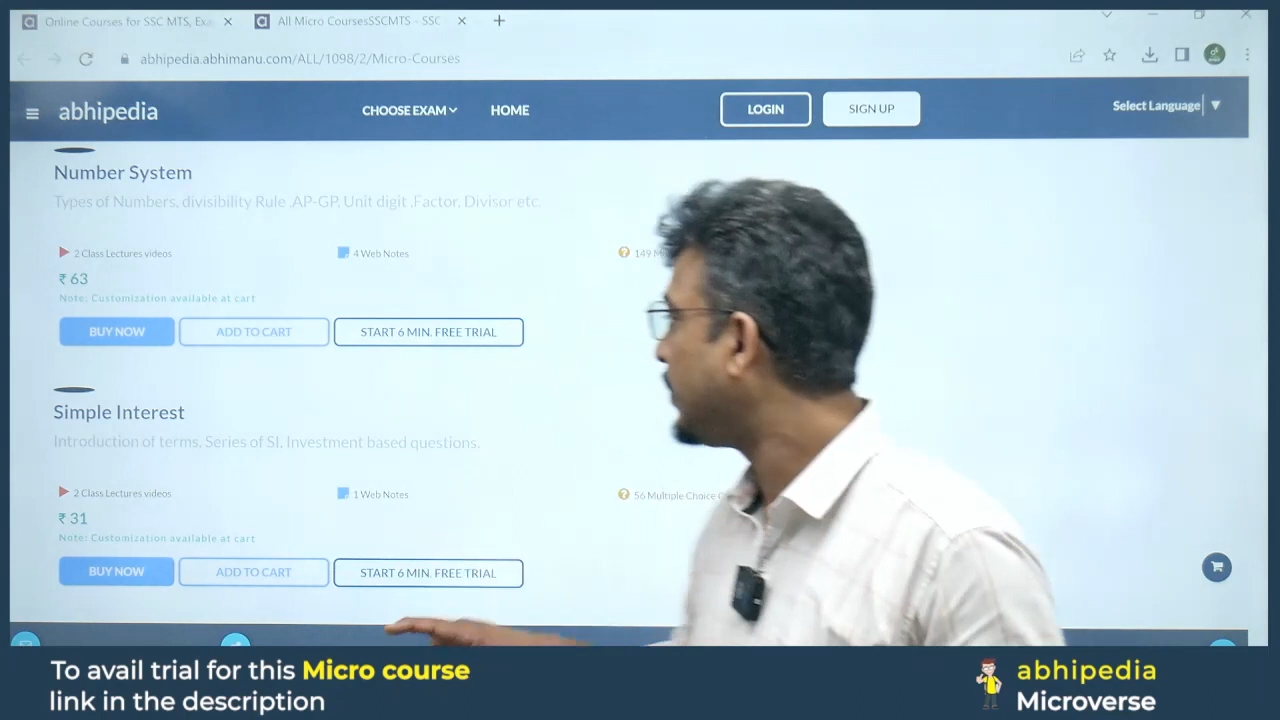 Online Courses for SSC MTS, Exa
All Micro CoursesSSCMTS - SSC
abhipedia.abhimanu.com/ALL/1098/2/Micro-Courses
abhipedia
CHOOSE EXAM
HOME
LOGIN
SIGN UP
Select Language
Number System
Types of Numbers, divisibility Rule ,AP-GP, Unit digit ,Factor, Divisor etc.
2 Class Lectures videos
4 Web Notes
149 M
₹ 63
Note: Customization available at cart
BUY NOW
ADD TO CART
START 6 MIN. FREE TRIAL
Simple Interest
Introduction of terms, Series of SI, Investment based questions.
2 Class Lectures videos
1 Web Notes
56 Multiple Choice
₹ 31
Note: Customization available at cart
BUY NOW
ADD TO CART
START 6 MIN. FREE TRIAL
To avail trial for this Micro course
link in the description
abhipedia
Microverse